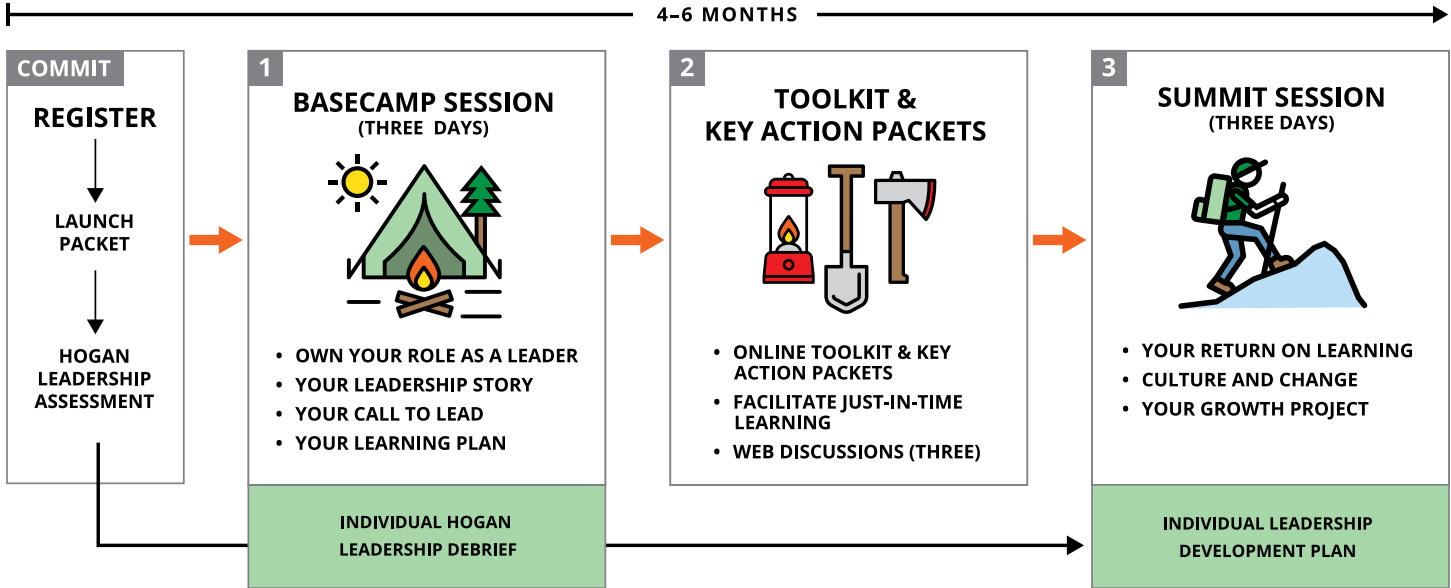 4–6 MONTHS
COMMIT
REGISTER
LAUNCH
PACKET
HOGAN
LEADERSHIP
ASSESSMENT
1
BASECAMP SESSION
(THREE DAYS)
• OWN YOUR ROLE AS A LEADER
• YOUR LEADERSHIP STORY
• YOUR CALL TO LEAD
• YOUR LEARNING PLAN
INDIVIDUAL HOGAN
LEADERSHIP DEBRIEF
2
TOOLKIT &
KEY ACTION PACKETS
• ONLINE TOOLKIT & KEY
ACTION PACKETS
• FACILITATE JUST-IN-TIME
LEARNING
• WEB DISCUSSIONS (THREE)
3
SUMMIT SESSION
(THREE DAYS)
• YOUR RETURN ON LEARNING
• CULTURE AND CHANGE
• YOUR GROWTH PROJECT
INDIVIDUAL LEADERSHIP
DEVELOPMENT PLAN